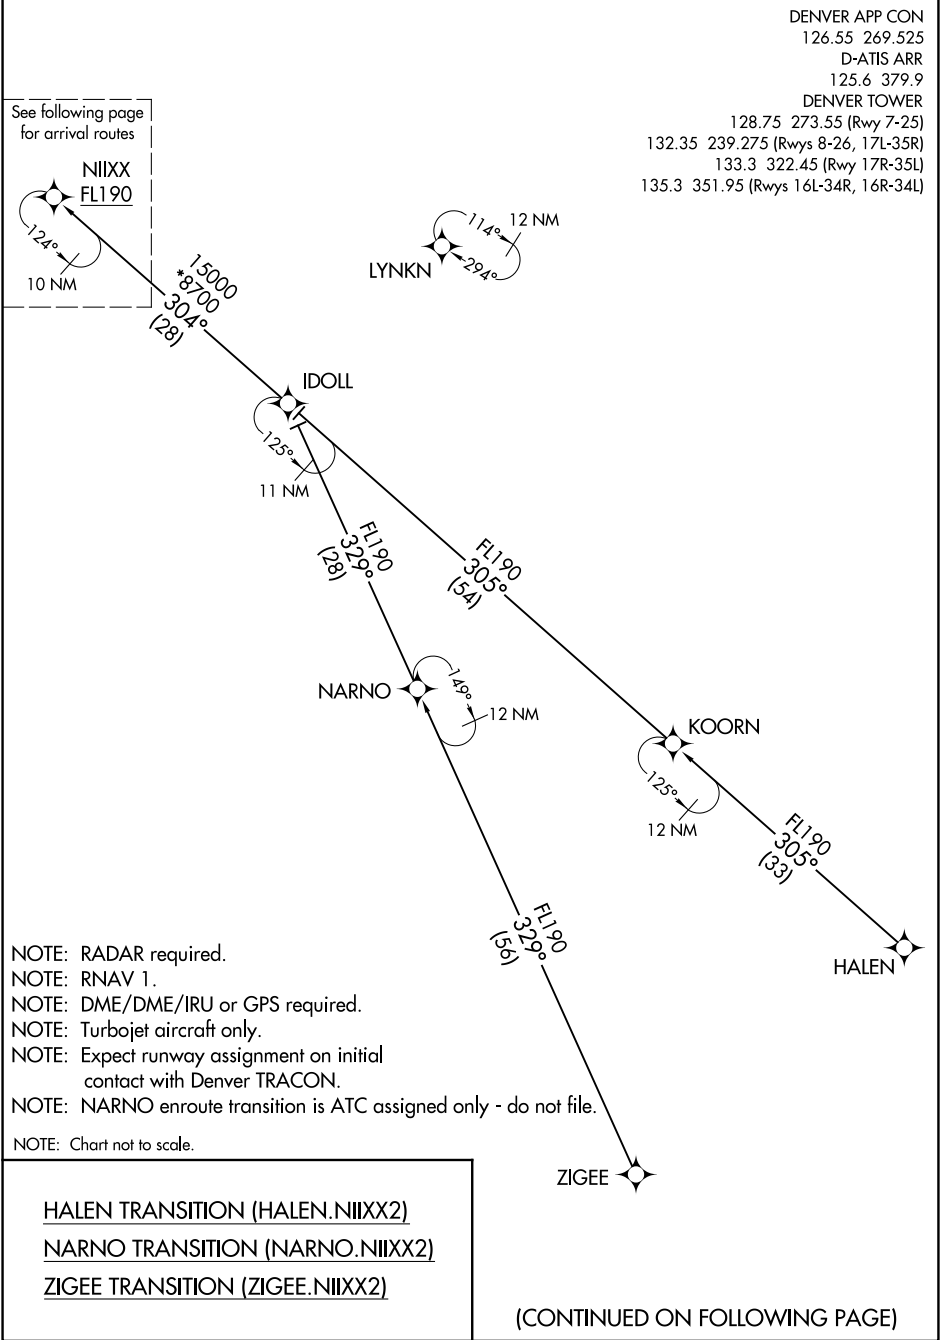 DENVER APP CON
126.55 269.525
D-ATIS ARR
125.6 379.9
DENVER TOWER
128.75 273.55 (Rwy 7-25)
132.35 239.275 (Rwys 8-26, 17L-35R)
133.3 322.45 (Rwy 17R-35L)
135.3 351.95 (Rwys 16L-34R, 16R-34L)
See following page
for arrival routes
NIIXX
FL190
124°
10 NM
114°
12 NM
LYNKN
294°
15000
*8700
304°
(28)
IDOLL
125°
11 NM
FL190
329°
(28)
FL190
305°
(54)
NARNO
149°
12 NM
KOORN
125°
12 NM
FL190
305°
(33)
HALEN
FL190
329°
(56)
NOTE: RADAR required.
NOTE: RNAV 1.
NOTE: DME/DME/IRU or GPS required.
NOTE: Turbojet aircraft only.
NOTE: Expect runway assignment on initial
contact with Denver TRACON.
NOTE: NARNO enroute transition is ATC assigned only - do not file.
NOTE: Chart not to scale.
ZIGEE
HALEN TRANSITION (HALEN.NIIXX2)
NARNO TRANSITION (NARNO.NIIXX2)
ZIGEE TRANSITION (ZIGEE.NIIXX2)
(CONTINUED ON FOLLOWING PAGE)